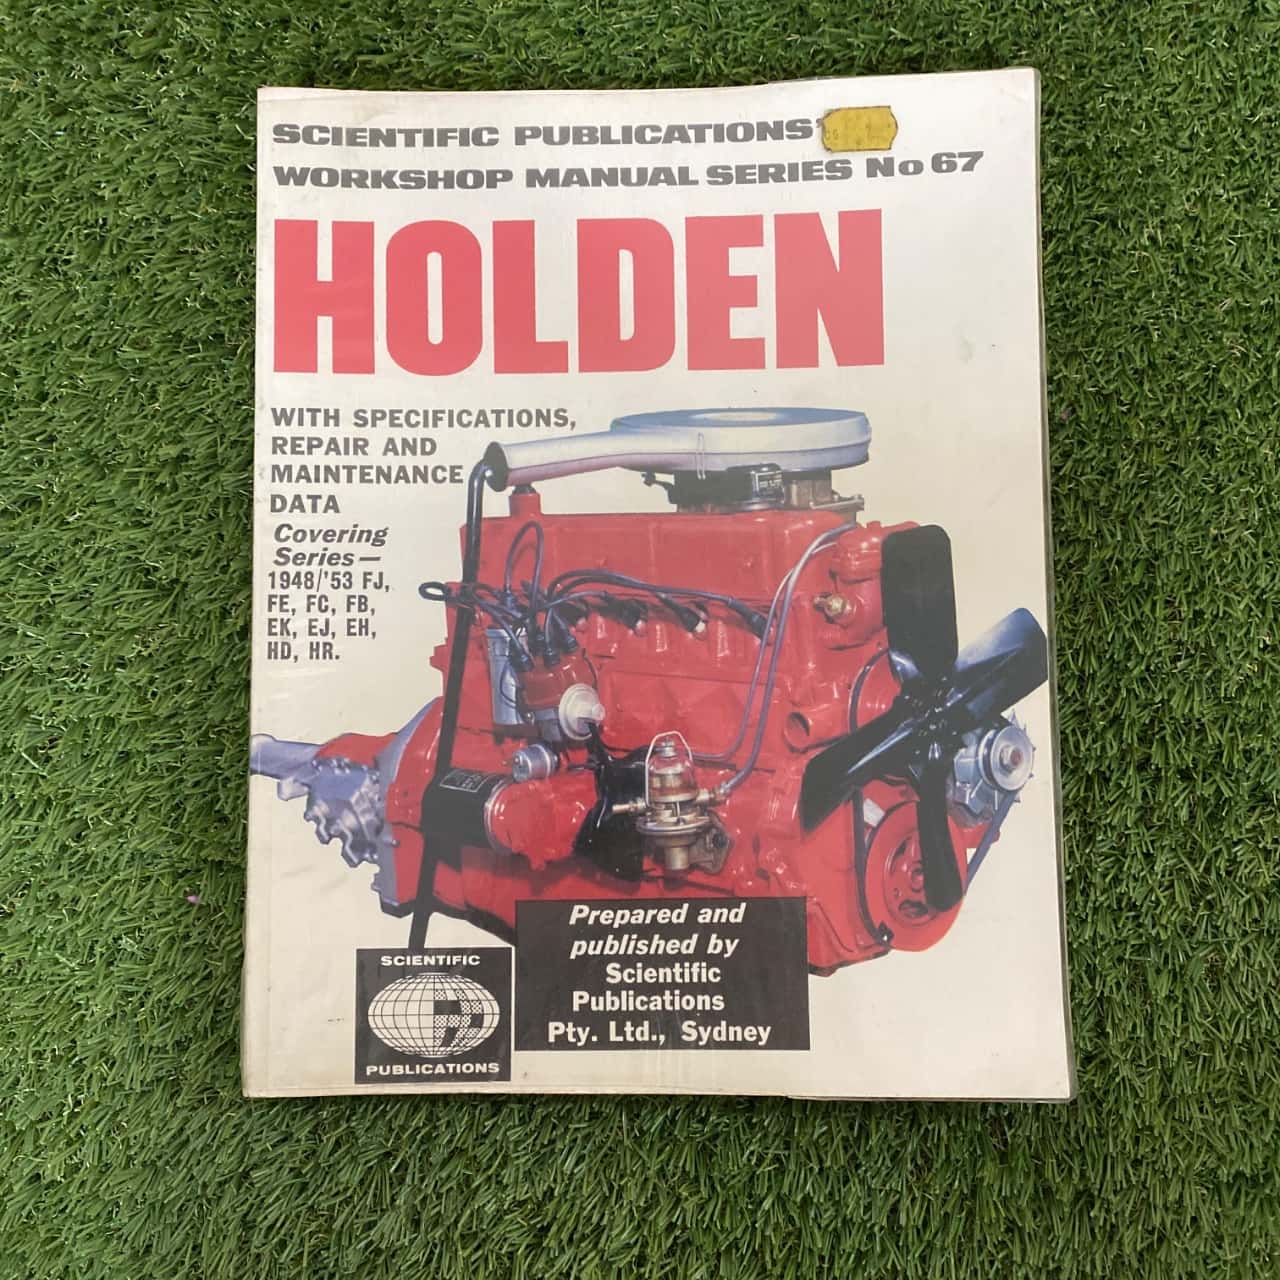 SCIENTIFIC PUBLICATIONS'
WORKSHOP MANUAL SERIES No 67
HOLDEN
WITH SPECIFICATIONS,
REPAIR AND
MAINTENANCE
DATA
Covering
Series—
1948/'53 FJ,
FE, FC, FB,
EK, EJ, EH,
HD, HR.
Prepared and
published by
Scientific
Publications
Pty. Ltd., Sydney
SCIENTIFIC
PUBLICATIONS